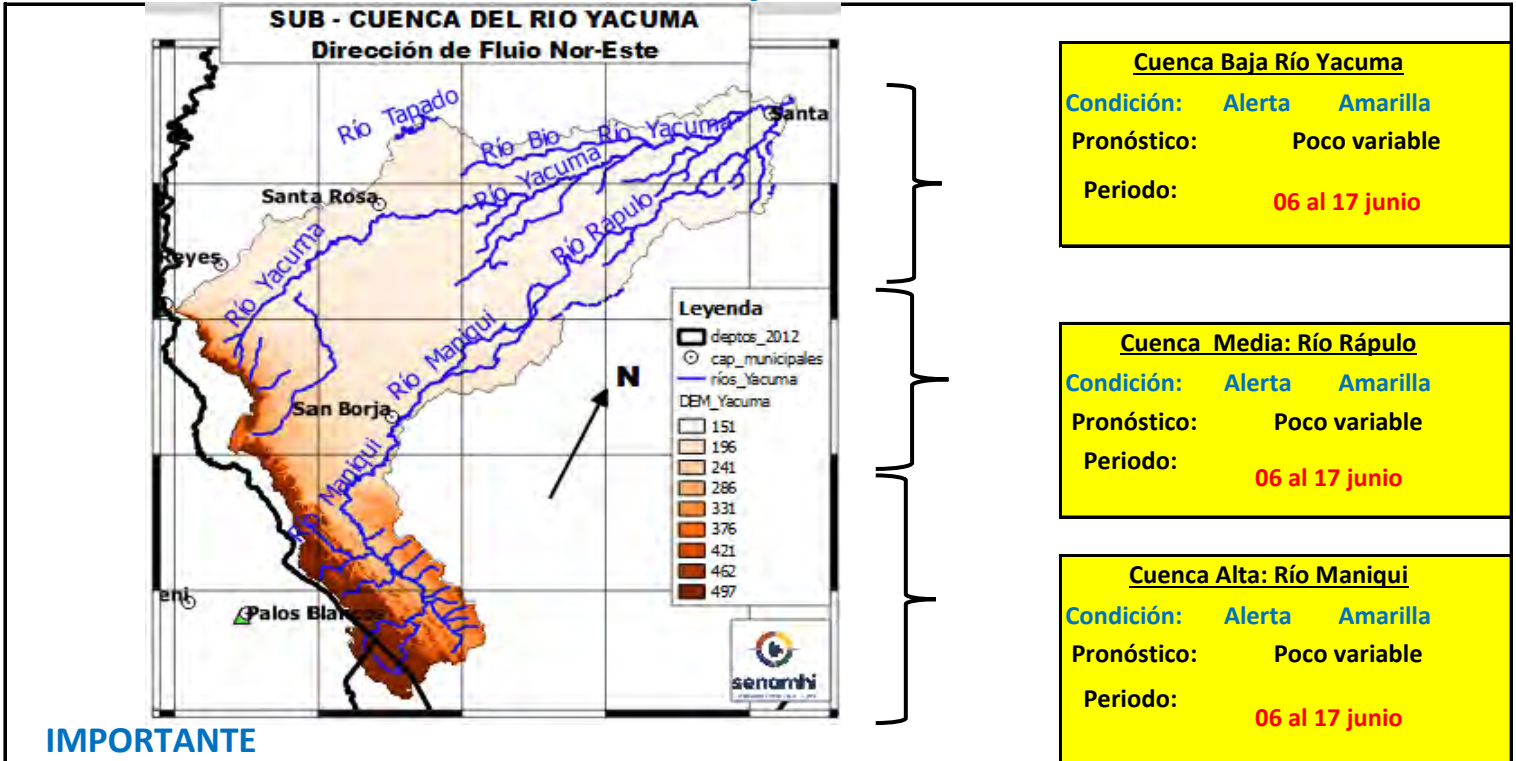 SUB - CUENCA DEL RIO YACUMA
Dirección de Flujo Nor-Este
Río Tapado
Río Bio
Río Yacuma
Santa
Río Yacuma
Santa Rosa
Río Rápulo
Reyes
Río Yacuma
Río Maniqui
San Borja
Río Maniqui
eni
Palos Blancos
N
Leyenda
deptos_2012
cap_municipales
ríos_Yacuma
DEM_Yacuma
151
196
241
286
331
376
421
462
497
senamhi
Cuenca Baja Río Yacuma
Condición: Alerta Amarilla
Pronóstico: Poco variable
Periodo: 06 al 17 junio
Cuenca Media: Río Rápulo
Condición: Alerta Amarilla
Pronóstico: Poco variable
Periodo: 06 al 17 junio
Cuenca Alta: Río Maniqui
Condición: Alerta Amarilla
Pronóstico: Poco variable
Periodo: 06 al 17 junio
IMPORTANTE